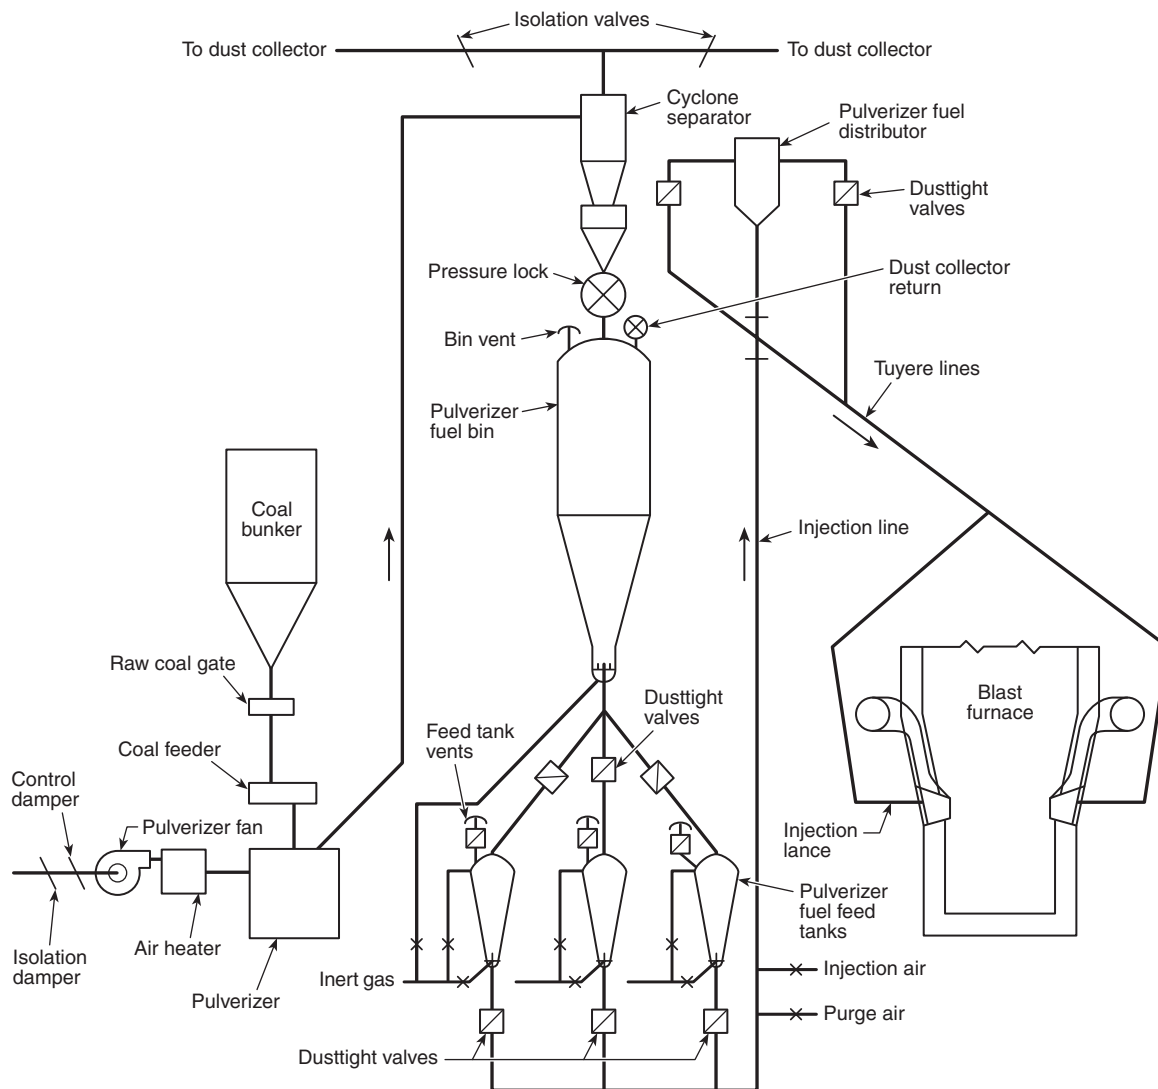 Isolation valves
To dust collector
To dust collector
Cyclone
separator
Pulverizer fuel
distributor
Dusttight
valves
Pressure lock
Dust collector
return
Bin vent
Tuyere lines
Pulverizer
fuel bin
Coal
bunker
Injection line
Raw coal gate
Dusttight
valves
Blast
furnace
Feed tank
vents
Coal feeder
Control
damper
Pulverizer fan
Injection
lance
Pulverizer
fuel feed
tanks
Air heater
Isolation
damper
Inert gas
Injection air
Pulverizer
Purge air
Dusttight valves